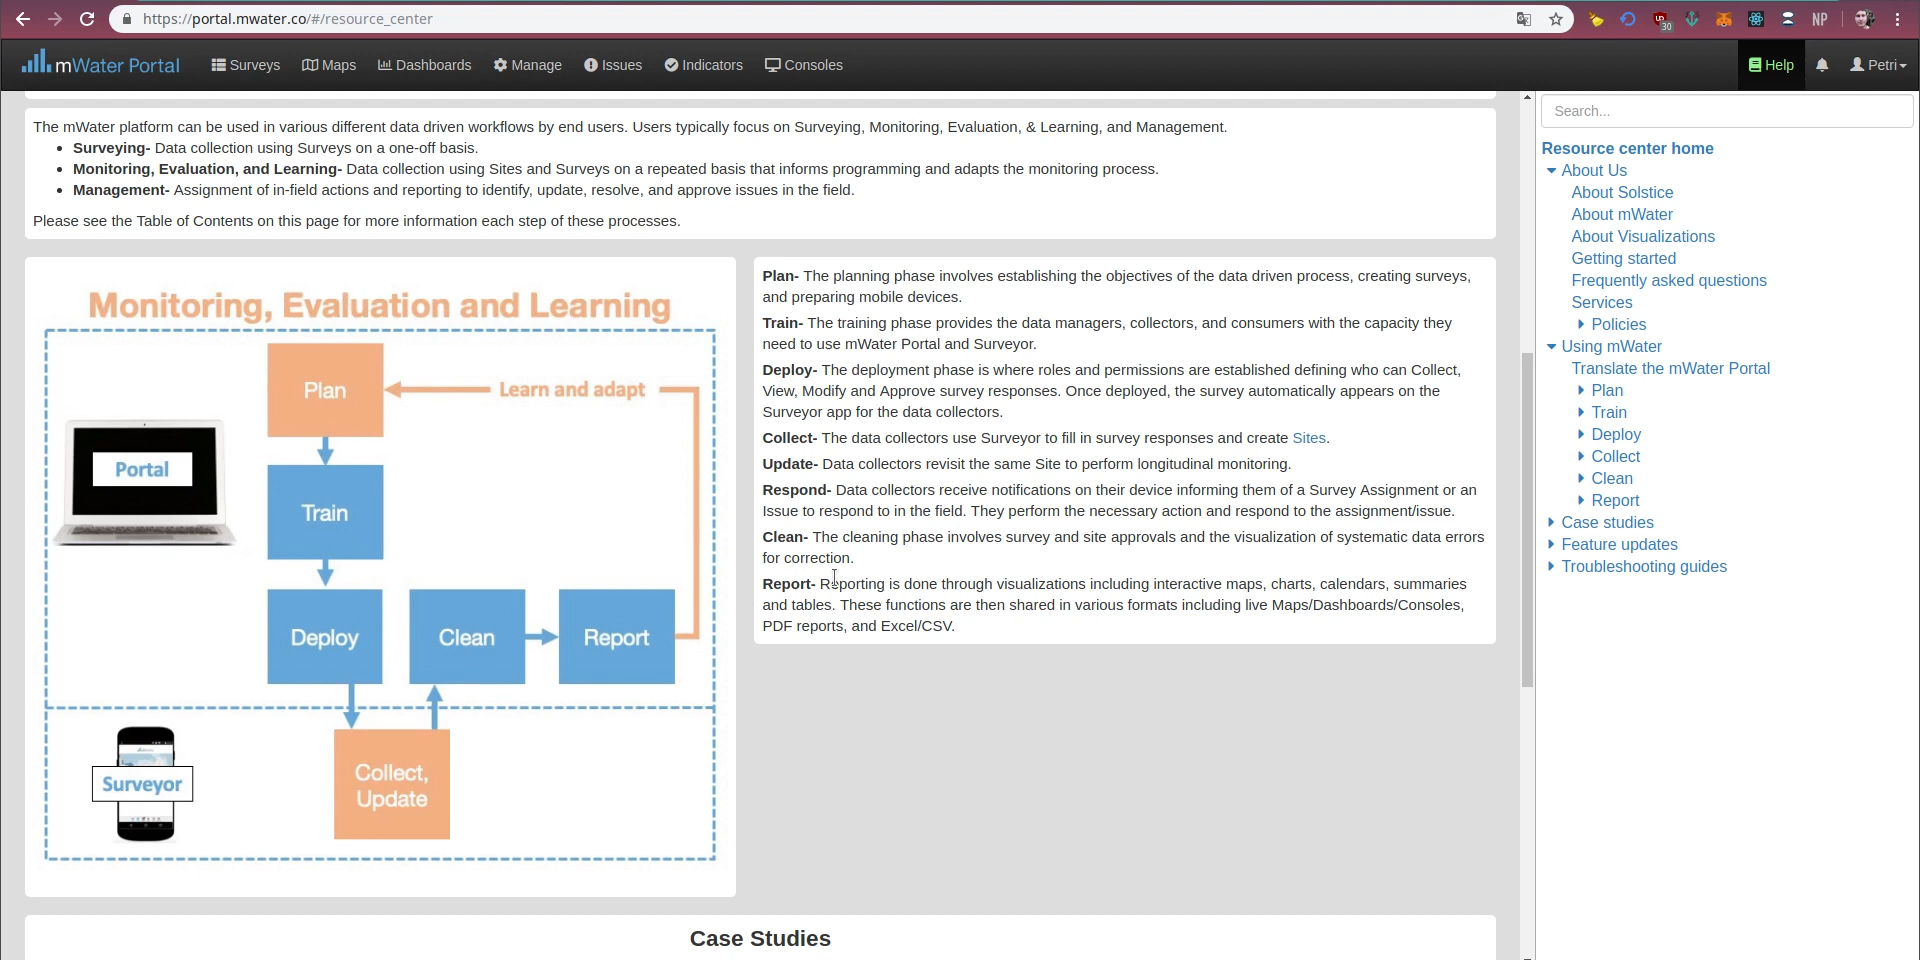 https://portal.mwater.co/#/resource_center
30
NP
mWater Portal
Surveys
Maps
Dashboards
Manage
Issues
Indicators
Consoles
Help
Petri
The mWater platform can be used in various different data driven workflows by end users. Users typically focus on Surveying, Monitoring, Evaluation, & Learning, and Management.
Surveying- Data collection using Surveys on a one-off basis.
Monitoring, Evaluation, and Learning- Data collection using Sites and Surveys on a repeated basis that informs programming and adapts the monitoring process.
Management- Assignment of in-field actions and reporting to identify, update, resolve, and approve issues in the field.
Please see the Table of Contents on this page for more information each step of these processes.
Monitoring, Evaluation and Learning
Plan
Learn and adapt
Portal
Train
Deploy
Clean
Report
Surveyor
Collect,
Update
Plan- The planning phase involves establishing the objectives of the data driven process, creating surveys,
and preparing mobile devices.
Train- The training phase provides the data managers, collectors, and consumers with the capacity they
need to use mWater Portal and Surveyor.
Deploy- The deployment phase is where roles and permissions are established defining who can Collect,
View, Modify and Approve survey responses. Once deployed, the survey automatically appears on the
Surveyor app for the data collectors.
Collect- The data collectors use Surveyor to fill in survey responses and create Sites.
Update- Data collectors revisit the same Site to perform longitudinal monitoring.
Respond- Data collectors receive notifications on their device informing them of a Survey Assignment or an
Issue to respond to in the field. They perform the necessary action and respond to the assignment/issue.
Clean- The cleaning phase involves survey and site approvals and the visualization of systematic data errors
for correction.
Report- Reporting is done through visualizations including interactive maps, charts, calendars, summaries
and tables. These functions are then shared in various formats including live Maps/Dashboards/Consoles,
PDF reports, and Excel/CSV.
Case Studies
Search...
Resource center home
About Us
About Solstice
About mWater
About Visualizations
Getting started
Frequently asked questions
Services
Policies
Using mWater
Translate the mWater Portal
Plan
Train
Deploy
Collect
Clean
Report
Case studies
Feature updates
Troubleshooting guides